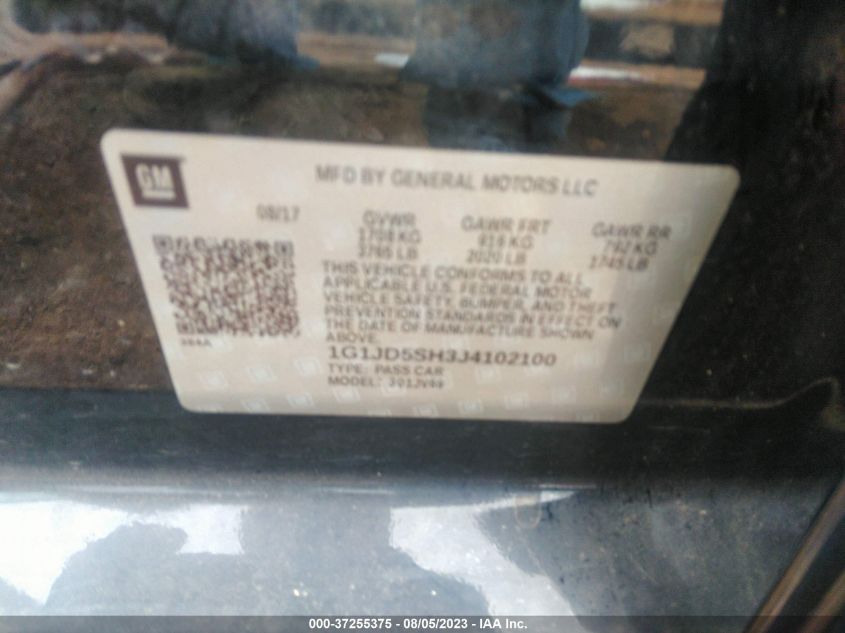 GM
MFD BY GENERAL MOTORS LLC
08/17
GVWR GAWR FRT GAWR RR
1708 KG 916 KG 792 KG
3765 LB 2020 LB 1745 LB
THIS VEHICLE CONFORMS TO ALL
APPLICABLE U.S. FEDERAL MOTOR
VEHICLE SAFETY, BUMPER, AND THEFT
PREVENTION STANDARDS IN EFFECT ON
THE DATE OF MANUFACTURE SHOWN
ABOVE.
1G1JD5SH3J4102100
TYPE: PASS CAR
MODEL:
000-37255375 - 08/05/2023 - IAA Inc.